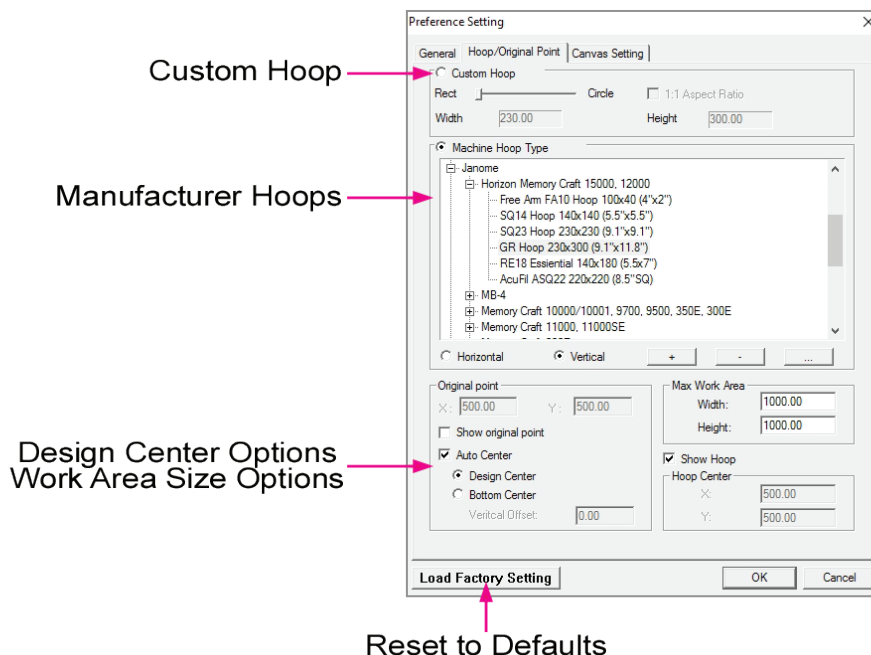 Preference Setting
General Hoop/Original Point Canvas Setting
Custom Hoop
Custom Hoop
Rect Circle 1:1 Aspect Ratio
Width 230.00 Height 300.00
Machine Hoop Type
Manufacturer Hoops
Janome
Horizon Memory Craft 15000, 12000
Free Arm FA10 Hoop 100x40 (4"x2")
SQ14 Hoop 140x140 (5.5"x5.5")
SQ23 Hoop 230x230 (9.1"x9.1")
GR Hoop 230x300 (9.1"x11.8")
RE18 Essiential 140x180 (5.5x7")
AcuFil ASQ22 220x220 (8.5"SQ)
MB-4
Memory Craft 10000/10001, 9700, 9500, 350E, 300E
Memory Craft 11000, 11000SE
Horizontal Vertical + - ...
Original point
X: 500.00 Y: 500.00
Show original point
Auto Center
Design Center
Bottom Center
Veritcal Offset: 0.00
Max Work Area
Width: 1000.00
Height: 1000.00
Show Hoop
Hoop Center
X: 500.00
Y: 500.00
Design Center Options
Work Area Size Options
Load Factory Setting OK Cancel
Reset to Defaults